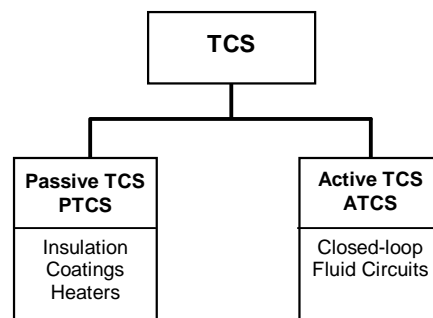 TCS
Passive TCS
PTCS
Insulation
Coatings
Heaters
Active TCS
ATCS
Closed-loop
Fluid Circuits